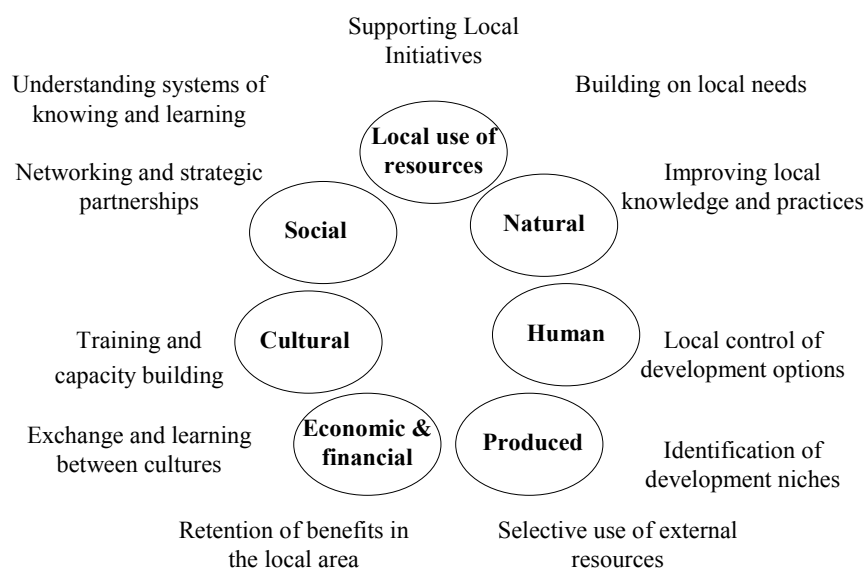 Supporting Local
Initiatives
Understanding systems of
knowing and learning
Building on local needs
Local use of
resources
Networking and strategic
partnerships
Improving local
knowledge and practices
Social
Natural
Cultural
Human
Training and
capacity building
Local control of
development options
Economic &
financial
Produced
Exchange and learning
between cultures
Identification of
development niches
Retention of benefits in
the local area
Selective use of external
resources